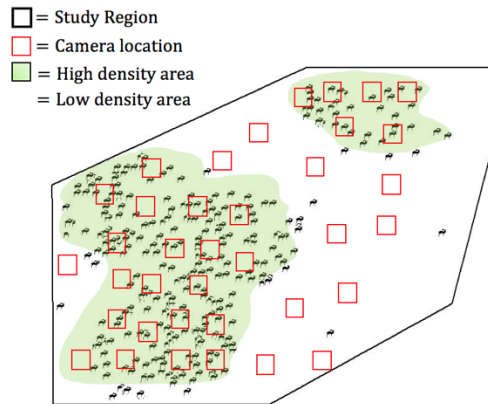 = Study Region
= Camera location
= High density area
= Low density area